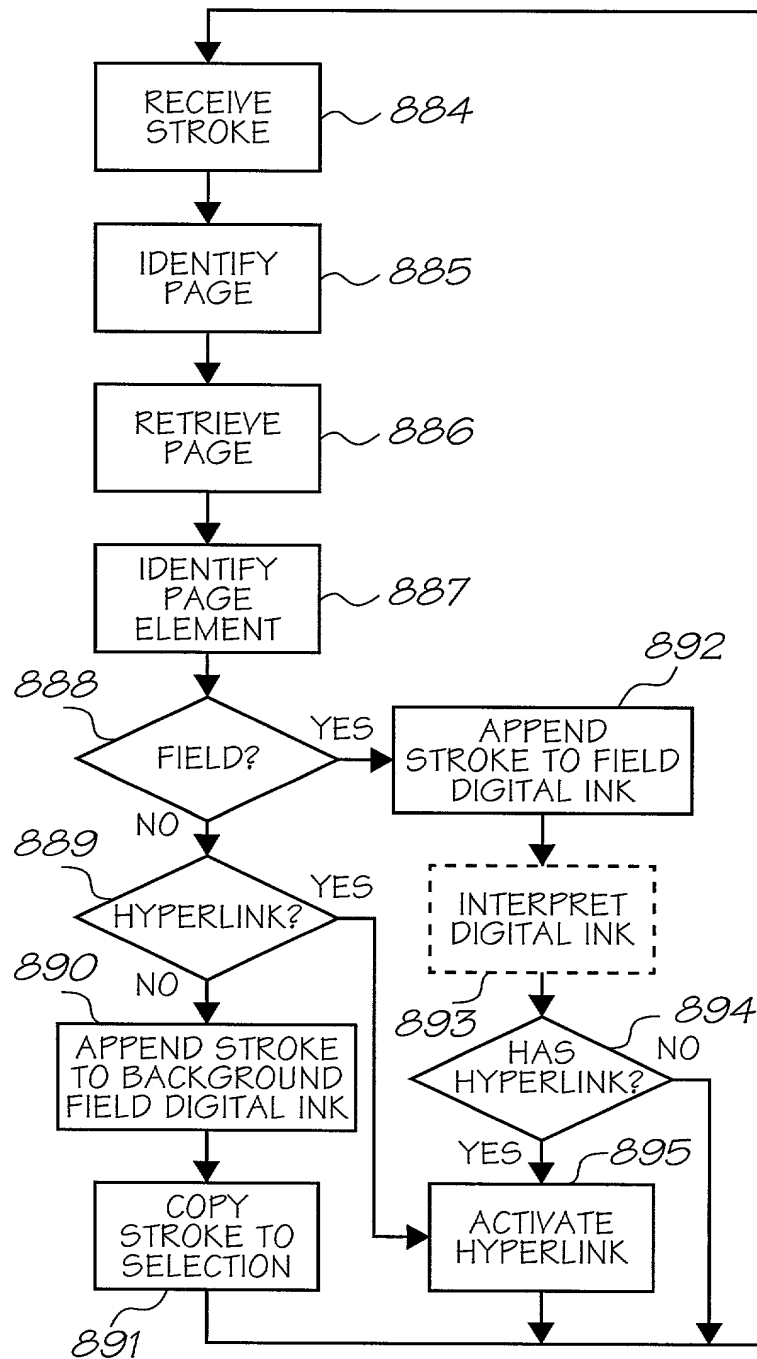 RECEIVE
STROKE
884
IDENTIFY
PAGE
885
RETRIEVE
PAGE
886
IDENTIFY
PAGE
ELEMENT
887
888
FIELD?
YES
NO
892
APPEND
STROKE TO FIELD
DIGITAL INK
889
HYPERLINK?
YES
NO
INTERPRET
DIGITAL INK
893
890
APPEND STROKE
TO BACKGROUND
FIELD DIGITAL INK
894
HAS
HYPERLINK?
NO
YES
895
COPY
STROKE TO
SELECTION
891
ACTIVATE
HYPERLINK